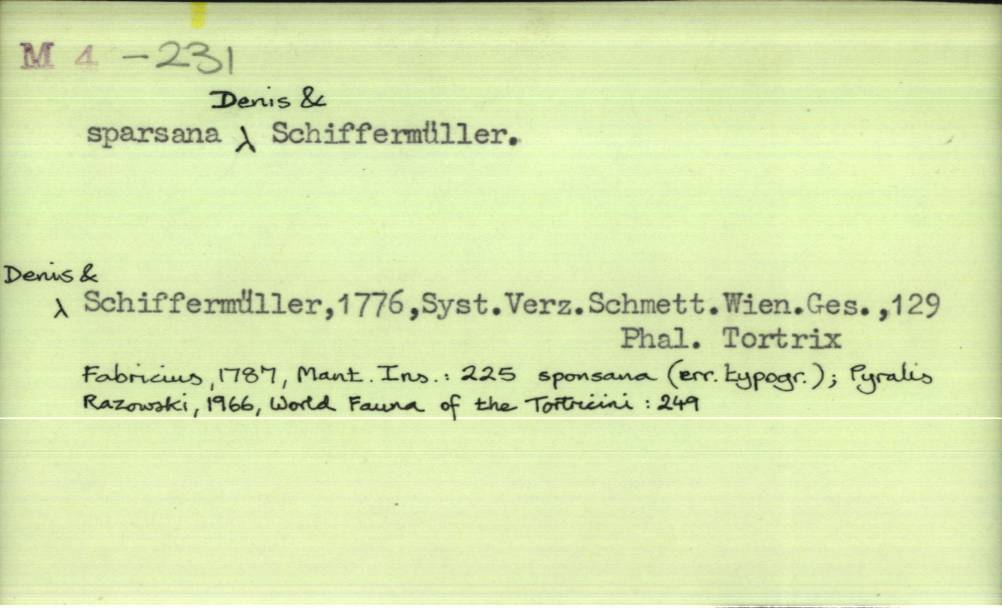 M 4 -231
Denis &
sparsana λ Schiffermüller.
Denis &
λ Schiffermüller,1776,Syst.Verz.Schmett.Wien.Ges.,129
Phal. Tortrix
Fabricius, 1787, Mant. Ins.: 225 sponsana (err. typogr.); Pyralis
Razowski, 1966, World Fauna of the Tortricini : 249